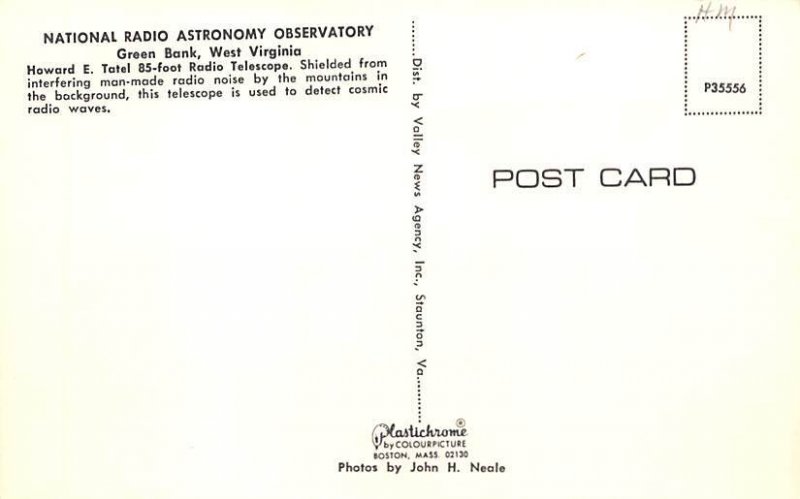 NATIONAL RADIO ASTRONOMY OBSERVATORY
Green Bank, West Virginia
Howard E. Tatel 85-foot Radio Telescope. Shielded from
interfering man-made radio noise by the mountains in
the background, this telescope is used to detect cosmic
radio waves.
Dist. by Valley News Agency, Inc., Staunton, Va.
HM
P35556
POST CARD
Plastichrome®
by COLOURPICTURE
BOSTON, MASS. 02130
Photos by John H. Neale